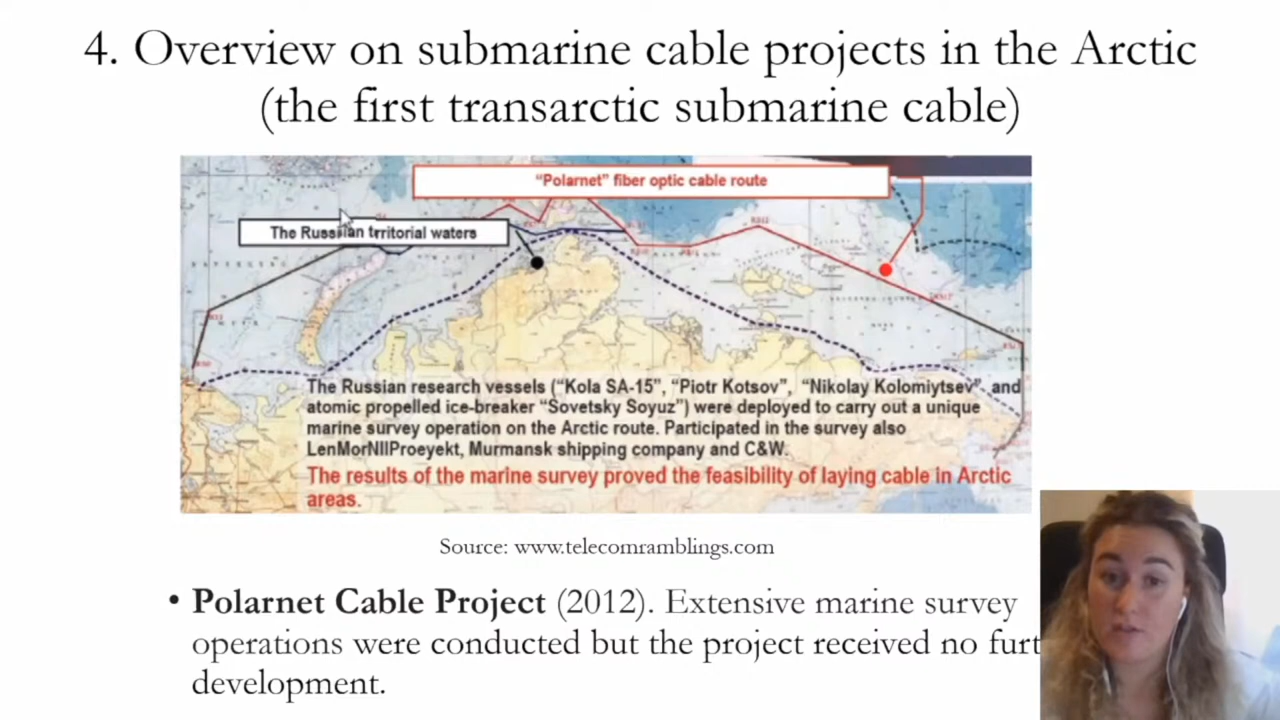 4. Overview on submarine cable projects in the Arctic
(the first transarctic submarine cable)
"Polarnet" fiber optic cable route
The Russian trritorial waters
The Russian research vessels ("Kola SA-15", "Piotr Kotsov", "Nikolay Kolomiytsev" and
atomic propelled ice-breaker "Sovetsky Soyuz") were deployed to carry out a unique
marine survey operation on the Arctic route. Participated in the survey also
LenMorNIIProeyekt, Murmansk shipping company and C&W.
The results of the marine survey proved the feasibility of laying cable in Arctic
areas.
Source: www.telecomramblings.com
• Polarnet Cable Project (2012). Extensive marine survey
operations were conducted but the project received no furt
development.